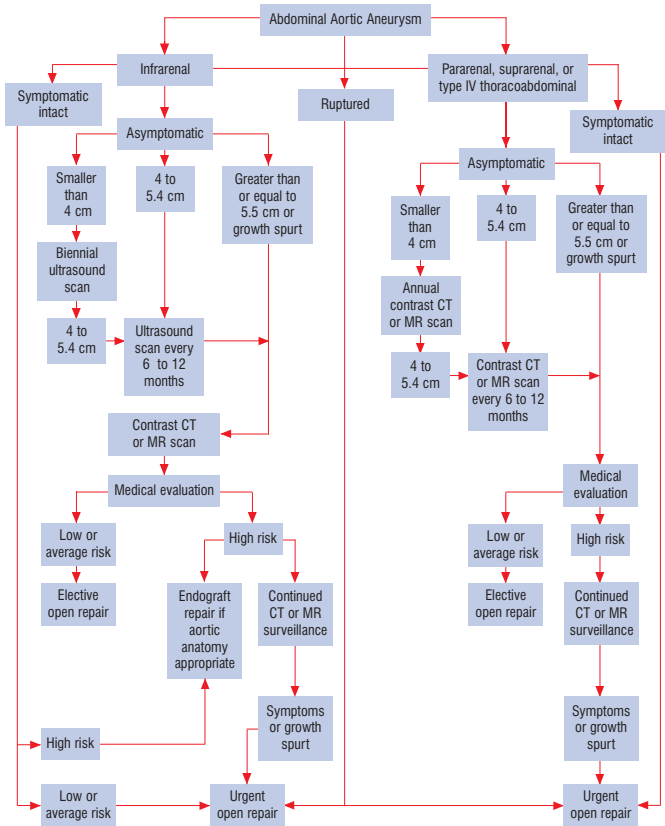 Abdominal Aortic Aneurysm
Infrarenal
Pararenal, suprarenal, or
type IV thoracoabdominal
Symptomatic
intact
Ruptured
Symptomatic
intact
Asymptomatic
Asymptomatic
Smaller
than
4 cm
4 to
5.4 cm
Greater than
or equal to
5.5 cm or
growth spurt
Smaller
than
4 cm
4 to
5.4 cm
Greater than
or equal to
5.5 cm or
growth spurt
Biennial
ultrasound
scan
Annual
contrast CT
or MR scan
4 to
5.4 cm
Ultrasound
scan every
6 to 12
months
4 to
5.4 cm
Contrast CT
or MR scan
every 6 to 12
months
Contrast CT
or MR scan
Medical evaluation
Medical
evaluation
Low or
average risk
High risk
Low or
average risk
High risk
Elective
open repair
Endograft
repair if
aortic
anatomy
appropriate
Continued
CT or MR
surveillance
Elective
open repair
Continued
CT or MR
surveillance
Symptoms
or growth
spurt
Symptoms
or growth
spurt
High risk
Low or
average risk
Urgent
open repair
Urgent
open repair